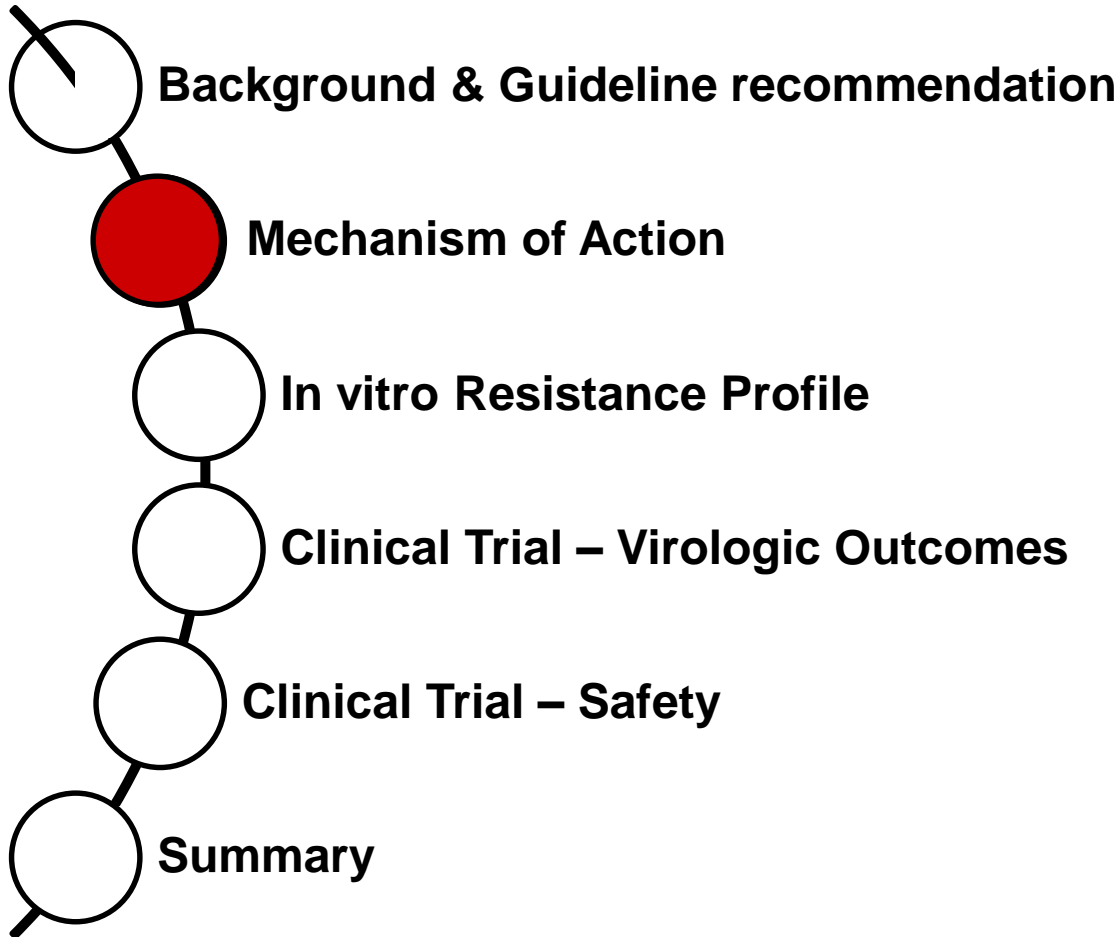 Background & Guideline recommendation
Mechanism of Action
In vitro Resistance Profile
Clinical Trial – Virologic Outcomes
Clinical Trial – Safety
Summary